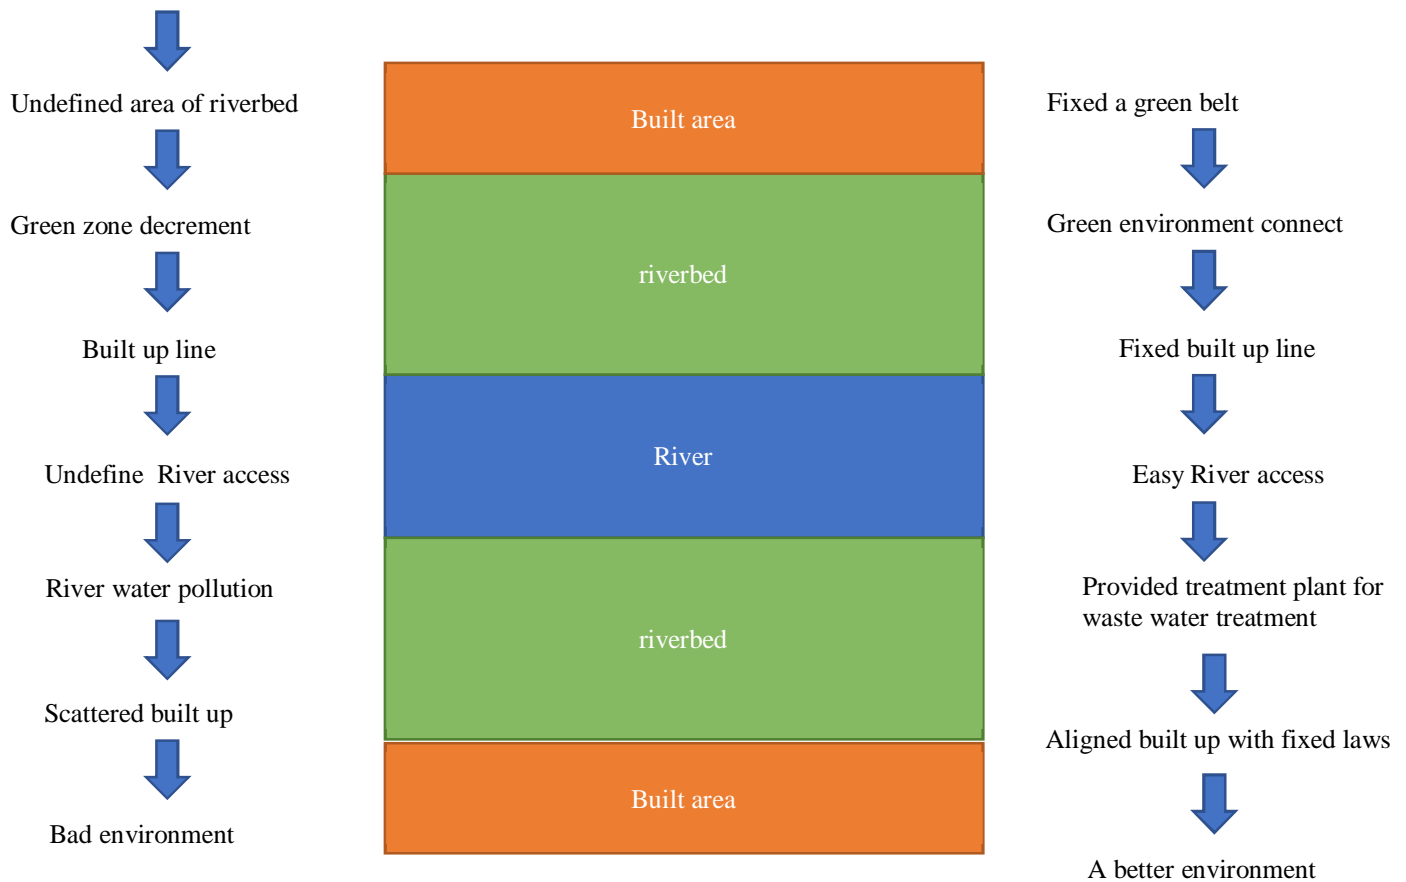 Undefined area of riverbed
Green zone decrement
Built up line
Undefine  River access
River water pollution
Scattered built up
Bad environment
Built area
riverbed
River
riverbed
Built area
Fixed a green belt
Green environment connect
Fixed built up line
Easy River access
Provided treatment plant for
waste water treatment
Aligned built up with fixed laws
A better environment